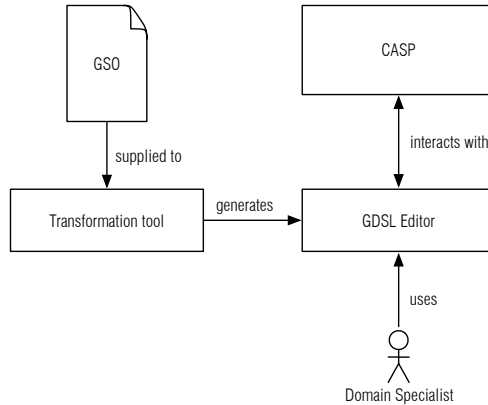 GSO
CASP
supplied to
interacts with
Transformation tool
generates
GDSL Editor
uses
Domain Specialist